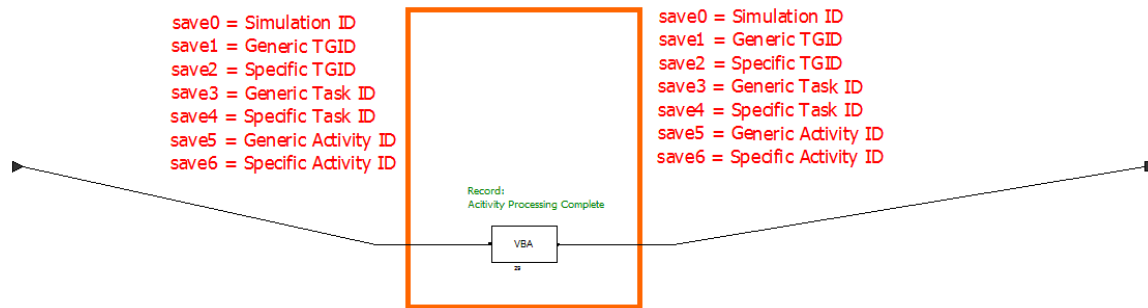 save0 = Simulation ID
save1 = Generic TGID
save2 = Specific TGID
save3 = Generic Task ID
save4 = Specific Task ID
save5 = Generic Activity ID
save6 = Specific Activity ID
Record:
Acitivity Processing Complete
VBA
29
save0 = Simulation ID
save1 = Generic TGID
save2 = Specific TGID
save3 = Generic Task ID
save4 = Specific Task ID
save5 = Generic Activity ID
save6 = Specific Activity ID